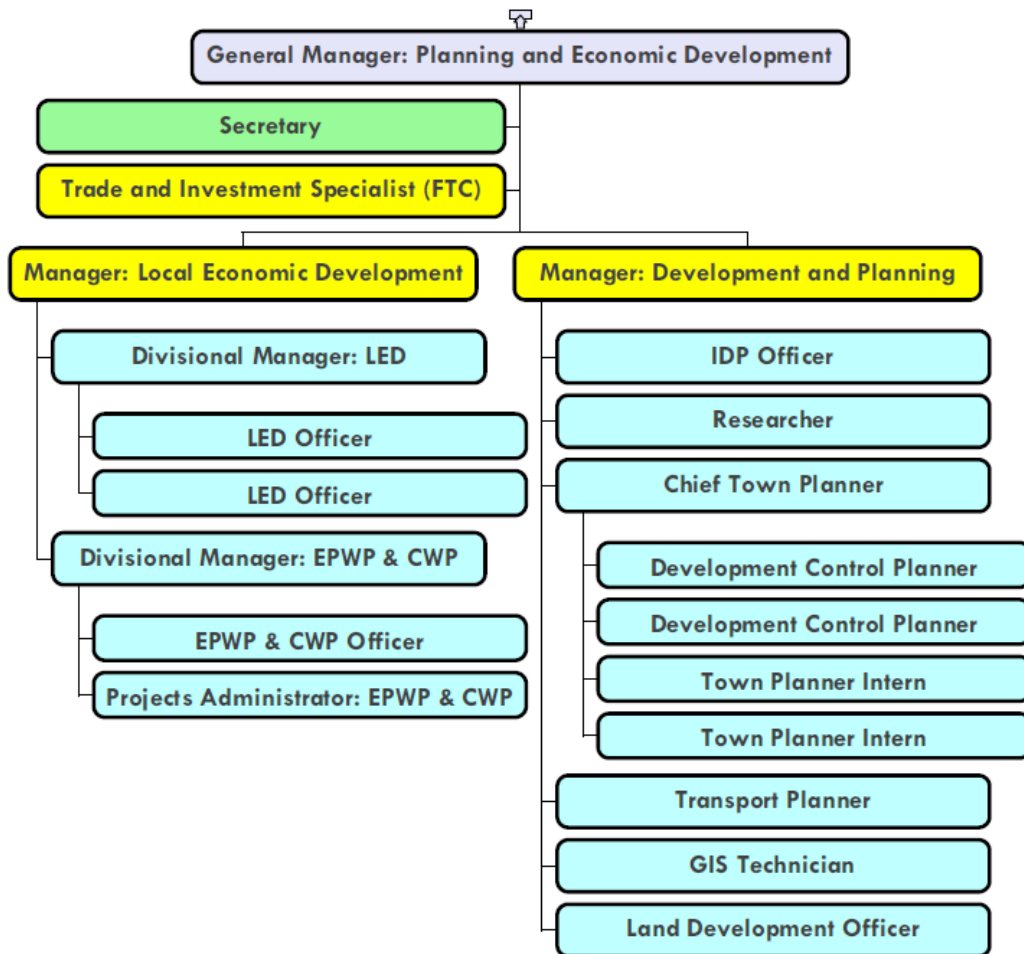 General Manager: Planning and Economic Development
Secretary
Trade and Investment Specialist (FTC)
Manager: Local Economic Development
Divisional Manager: LED
LED Officer
LED Officer
Divisional Manager: EPWP & CWP
EPWP & CWP Officer
Projects Administrator: EPWP & CWP
Manager: Development and Planning
IDP Officer
Researcher
Chief Town Planner
Development Control Planner
Development Control Planner
Town Planner Intern
Town Planner Intern
Transport Planner
GIS Technician
Land Development Officer